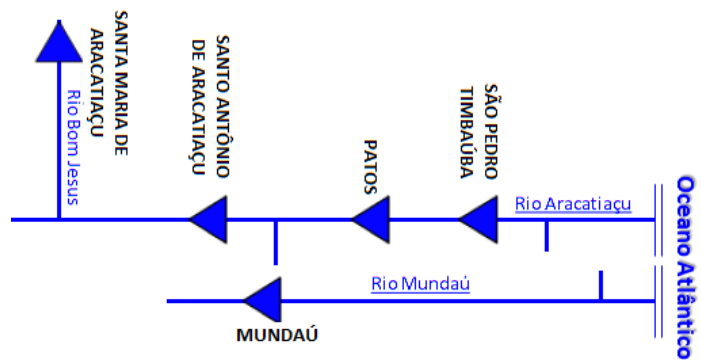 SANTA MARIA DE
ARACATIAÇU
Rio Bom Jesus
SANTO ANTÔNIO
DE ARACATIAÇU
PATOS
SÃO PEDRO
TIMBAÚBA
Rio Aracatiaçu
Oceano Atlântico
Rio Mundaú
MUNDAÚ